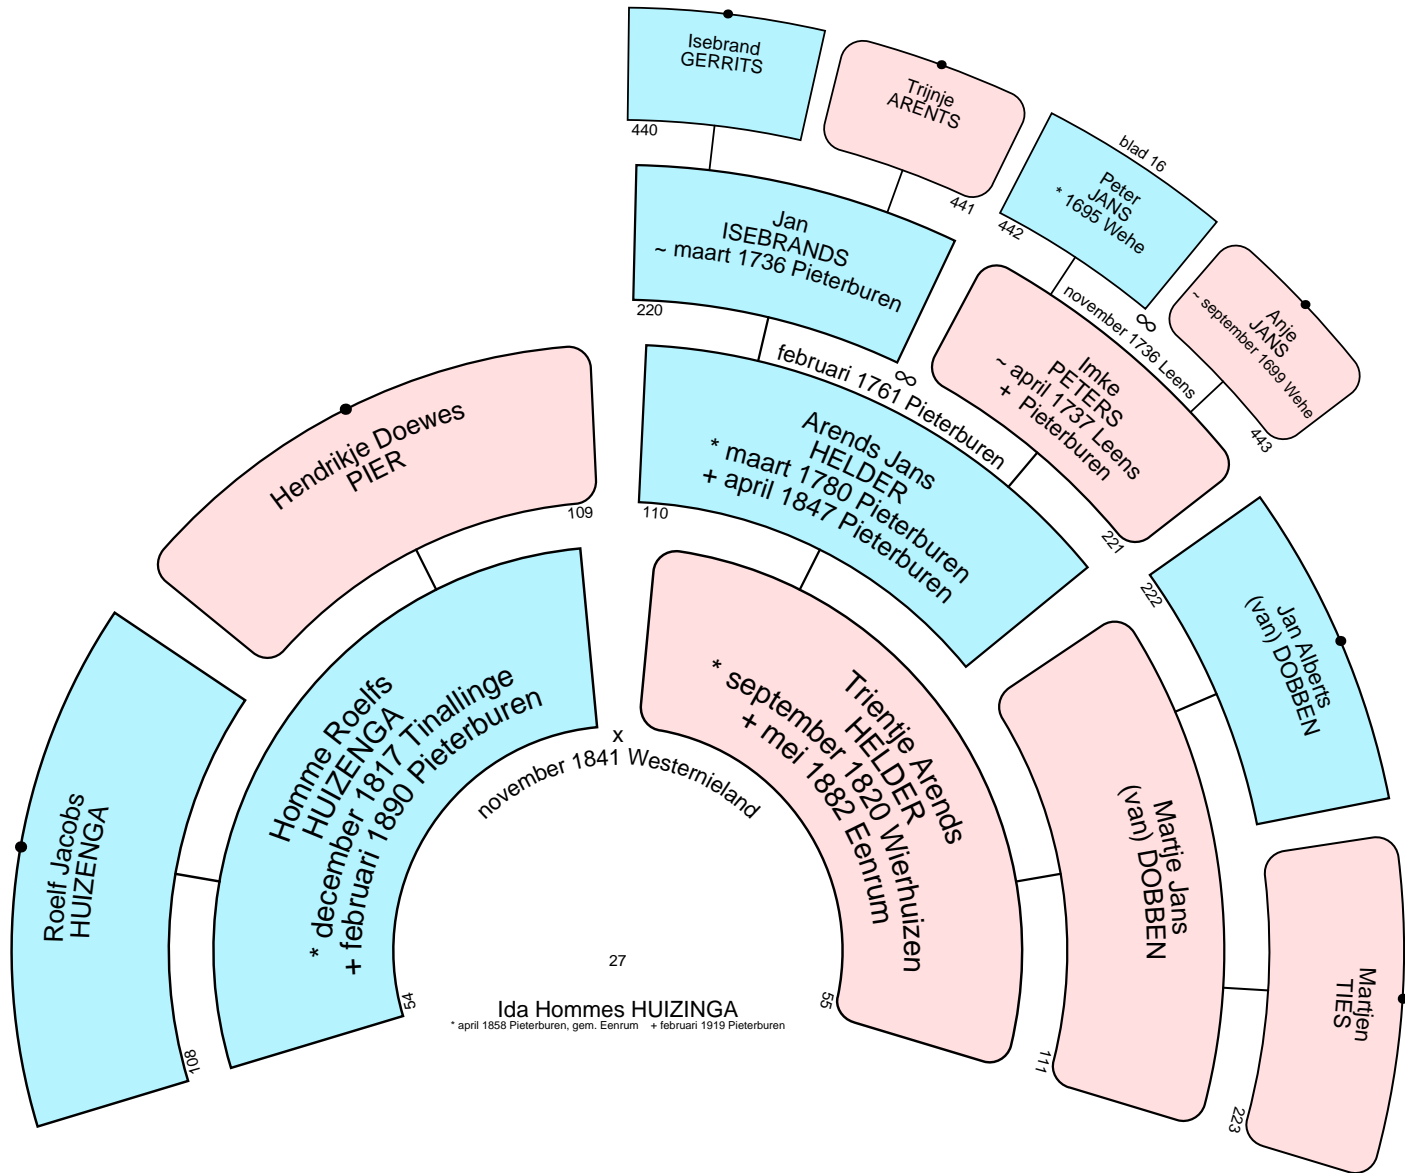 Isebrand
GERRITS
440
Trijnje
ARENTS
441
blad 16
Peter
JANS
* 1695 Wehe
442
Anje
JANS
~ september 1699 Wehe
443
∞
november 1736 Leens
Jan
ISEBRANDS
~ maart 1736 Pieterburen
220
Imke
PETERS
~ april 1737 Leens
+ Pieterburen
221
∞
februari 1761 Pieterburen
Jan Alberts
(van) DOBBEN
222
Martjen
TIES
223
Roelf Jacobs
HUIZENGA
108
Hendrikje Doewes
PIER
109
Arends Jans
HELDER
* maart 1780 Pieterburen
+ april 1847 Pieterburen
110
Martje Jans
(van) DOBBEN
111
Homme Roelfs
HUIZENGA
* december 1817 Tinallinge
+ februari 1890 Pieterburen
54
Trientje Arends
HELDER
* september 1820 Wierhuizen
+ mei 1882 Eenrum
55
x
november 1841 Westernieland
27
Ida Hommes HUIZINGA
* april 1858 Pieterburen, gem. Eenrum + februari 1919 Pieterburen